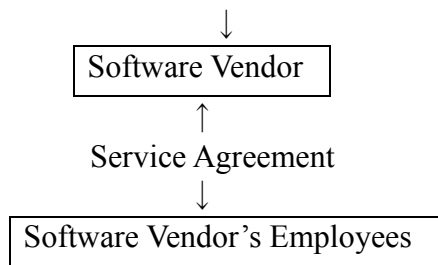 Software Vendor
Service Agreement
Software Vendor’s Employees